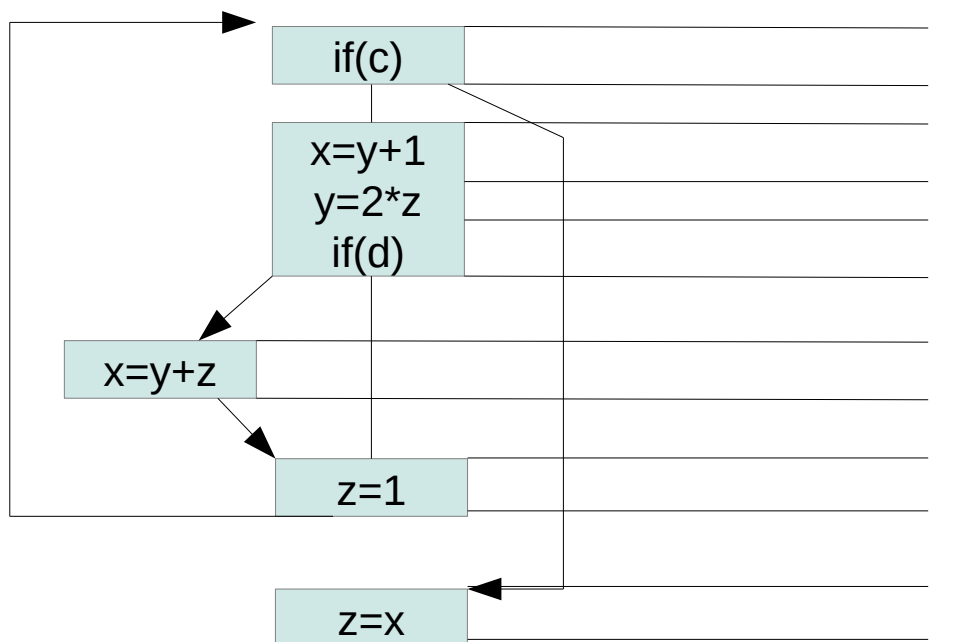 if(c)
x=y+1
y=2*z
if(d)
x=y+z
z=1
z=x